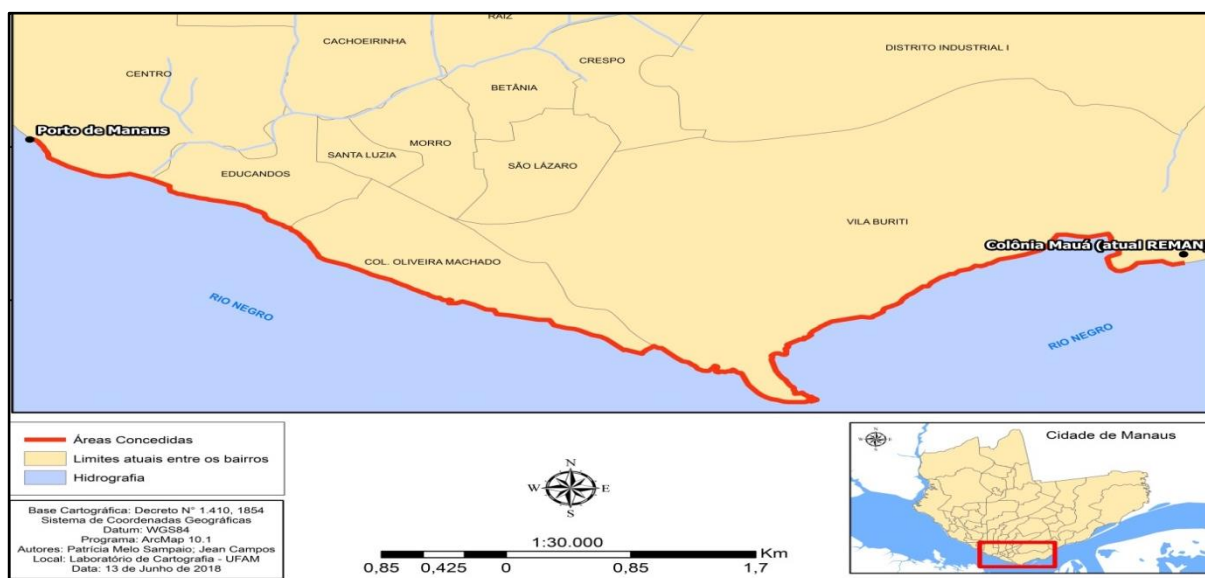 RAIZ
CACHOEIRINHA
DISTRITO INDUSTRIAL I
CRESPO
CENTRO
BETÂNIA
Porto de Manaus
MORRO
SANTA LUZIA
SÃO LÁZARO
EDUCANDOS
VILA BURITI
Colônia Mauá (atual REMAN)
COL. OLIVEIRA MACHADO
RIO NEGRO
RIO NEGRO
Áreas Concedidas
Limites atuais entre os bairros
Hidrografia
Base Cartográfica: Decreto N° 1.410, 1854
Sistema de Coordenadas Geográficas
Datum: WGS84
Programa: ArcMap 10.1
Autores: Patrícia Melo Sampaio; Jean Campos
Local: Laboratório de Cartografia - UFAM
Data: 13 de Junho de 2018
N
W E
S
1:30.000
Km
0,85 0,425 0 0,85 1,7
Cidade de Manaus